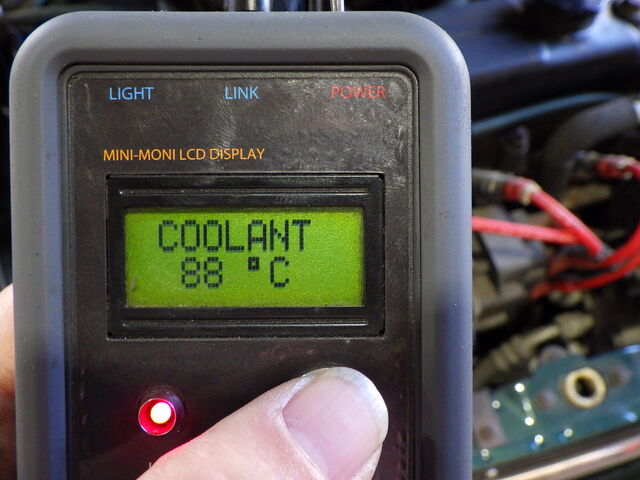 LIGHT LINK POWER
MINI-MONI LCD DISPLAY
COOLANT
88 °C